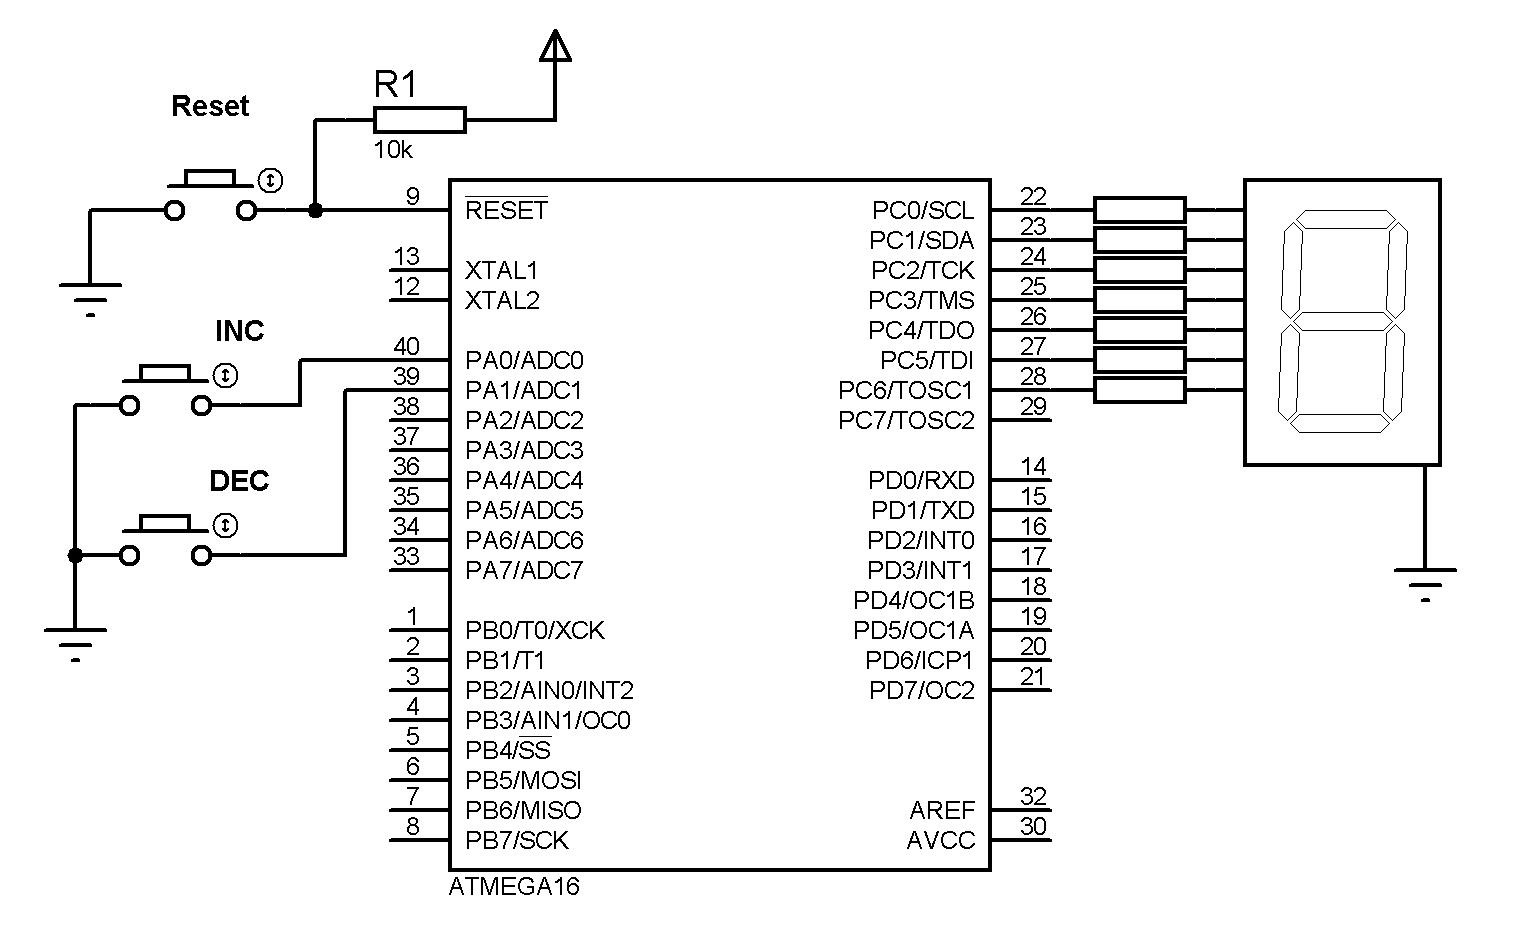 R1
10k
Reset
INC
DEC
9 RESET
13 XTAL1
12 XTAL2
40 PA0/ADC0
39 PA1/ADC1
38 PA2/ADC2
37 PA3/ADC3
36 PA4/ADC4
35 PA5/ADC5
34 PA6/ADC6
33 PA7/ADC7
1 PB0/T0/XCK
2 PB1/T1
3 PB2/AIN0/INT2
4 PB3/AIN1/OC0
5 PB4/SS
6 PB5/MOSI
7 PB6/MISO
8 PB7/SCK
PC0/SCL 22
PC1/SDA 23
PC2/TCK 24
PC3/TMS 25
PC4/TDO 26
PC5/TDI 27
PC6/TOSC1 28
PC7/TOSC2 29
PD0/RXD 14
PD1/TXD 15
PD2/INT0 16
PD3/INT1 17
PD4/OC1B 18
PD5/OC1A 19
PD6/ICP1 20
PD7/OC2 21
AREF 32
AVCC 30
ATMEGA16